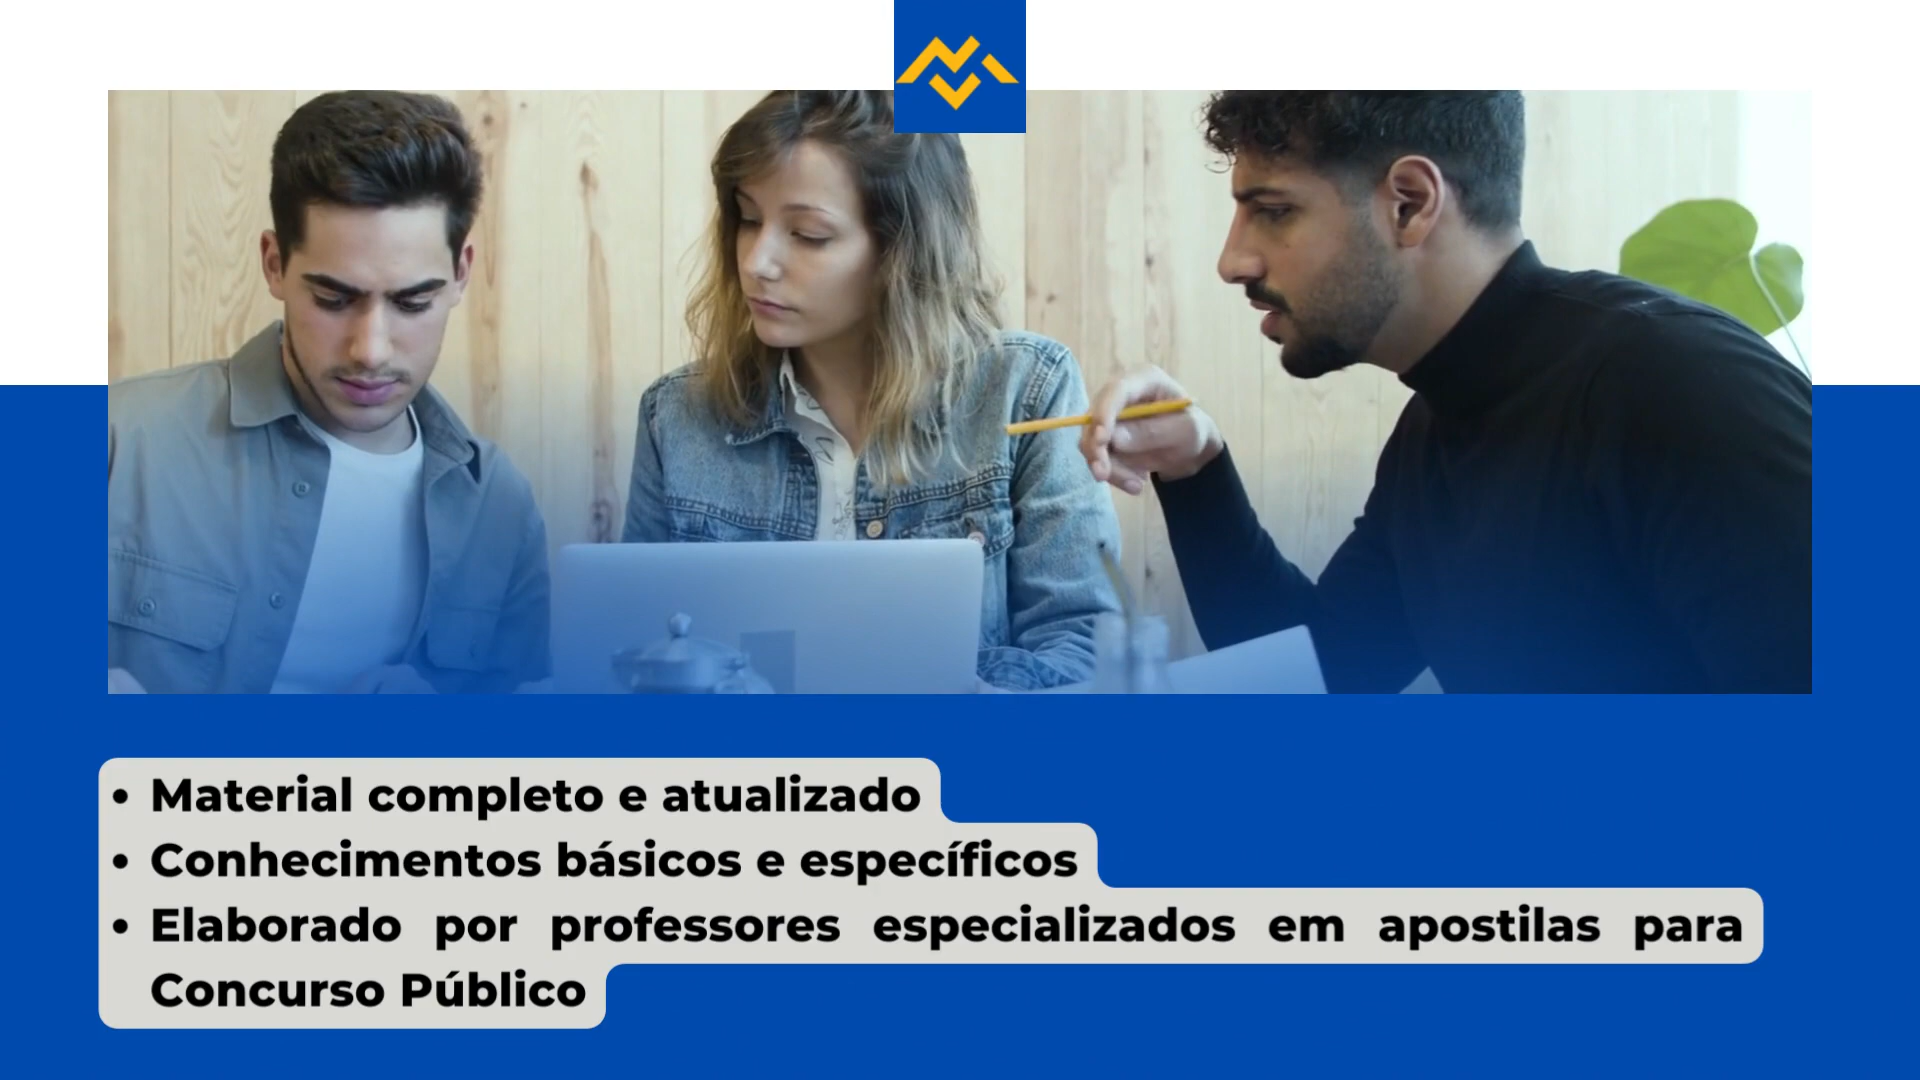 • Material completo e atualizado
• Conhecimentos básicos e específicos
• Elaborado por professores especializados em apostilas para
Concurso Público